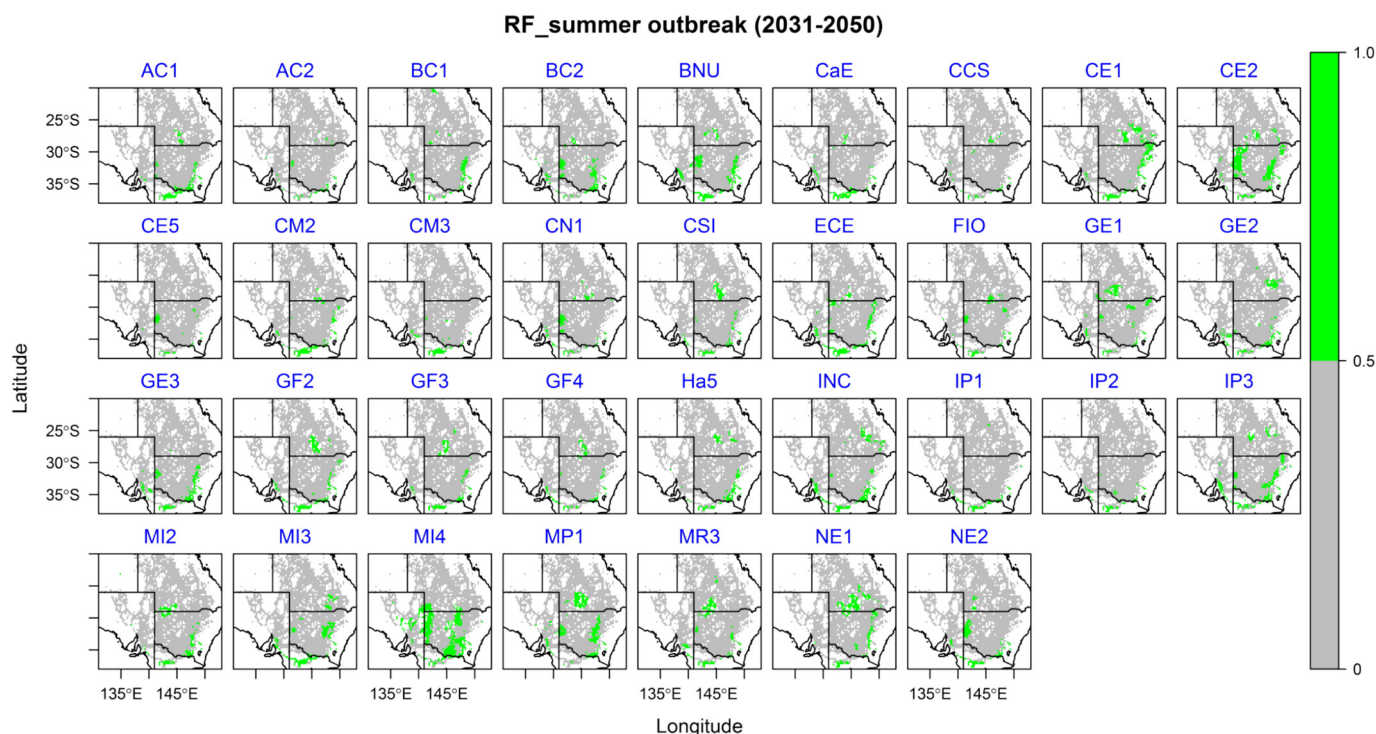 RF_summer outbreak (2031-2050)
AC1 AC2 BC1 BC2 BNU CaE CCS CE1 CE2
1.0
25°S
30°S
35°S
CE5 CM2 CM3 CN1 CSI ECE FIO GE1 GE2
Latitude
0.5
GE3 GF2 GF3 GF4 Ha5 INC IP1 IP2 IP3
25°S
30°S
35°S
MI2 MI3 MI4 MP1 MR3 NE1 NE2
0
135°E 145°E 135°E 145°E 135°E 145°E 135°E 145°E
Longitude